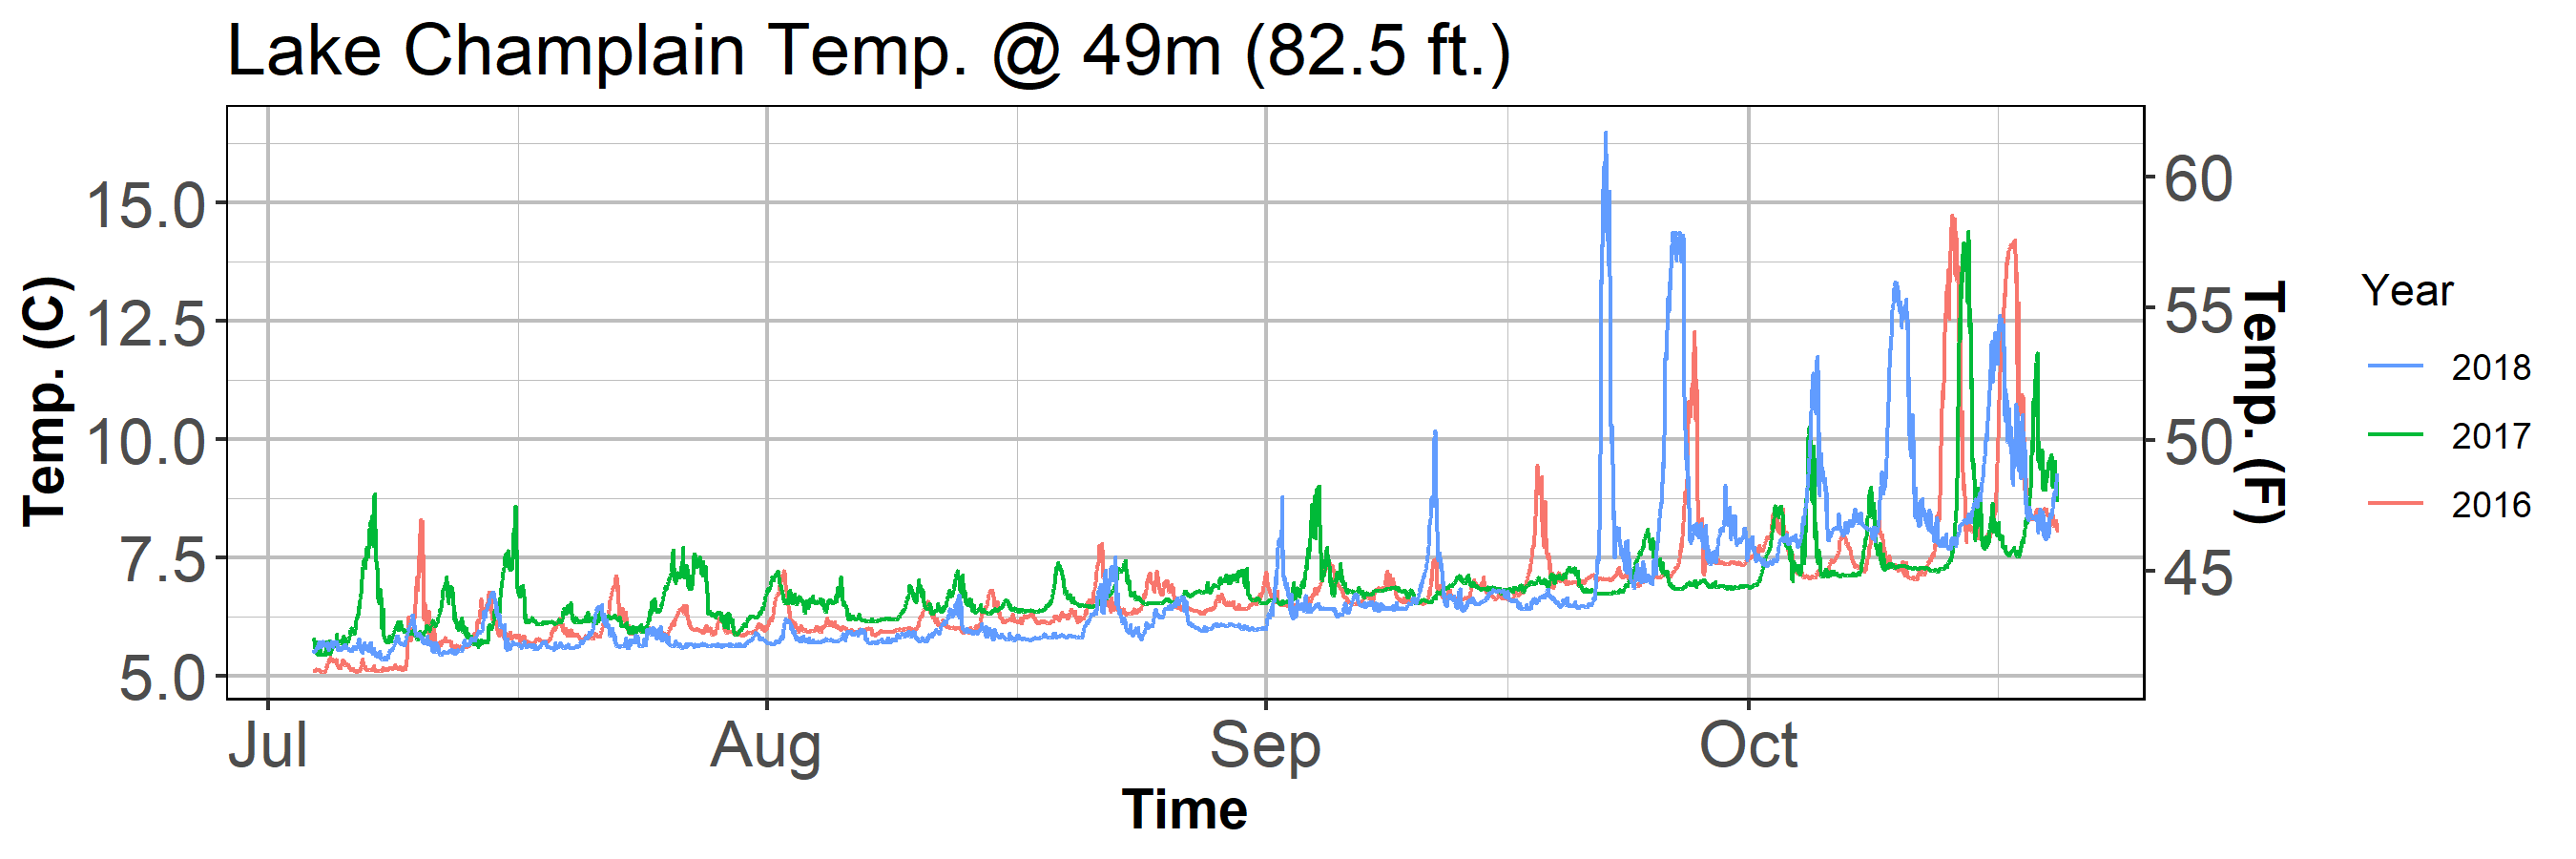 Lake Champlain Temp. @ 49m (82.5 ft.)
Temp. (C)
15.0
12.5
10.0
7.5
5.0
60
55
50
45
Temp. (F)
Jul Aug Sep Oct
Time
Year
2018
2017
2016